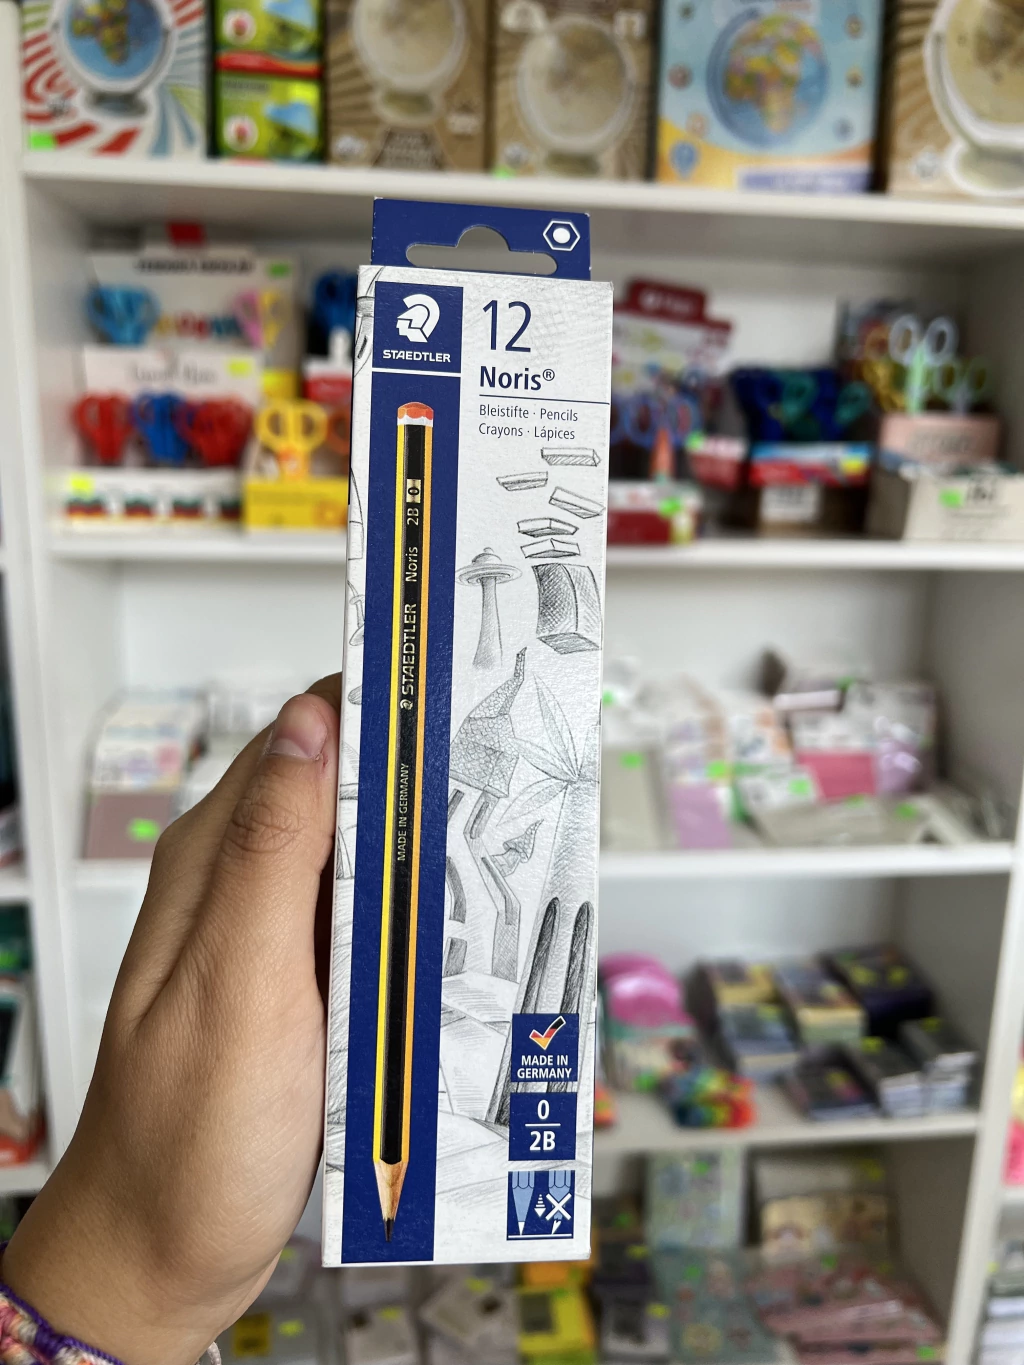 STAEDTLER
12
Noris®
Bleistifte · Pencils
Crayons · Lápices
MADE IN GERMANY STAEDTLER Noris 2B 0
MADE IN
GERMANY
0
2B